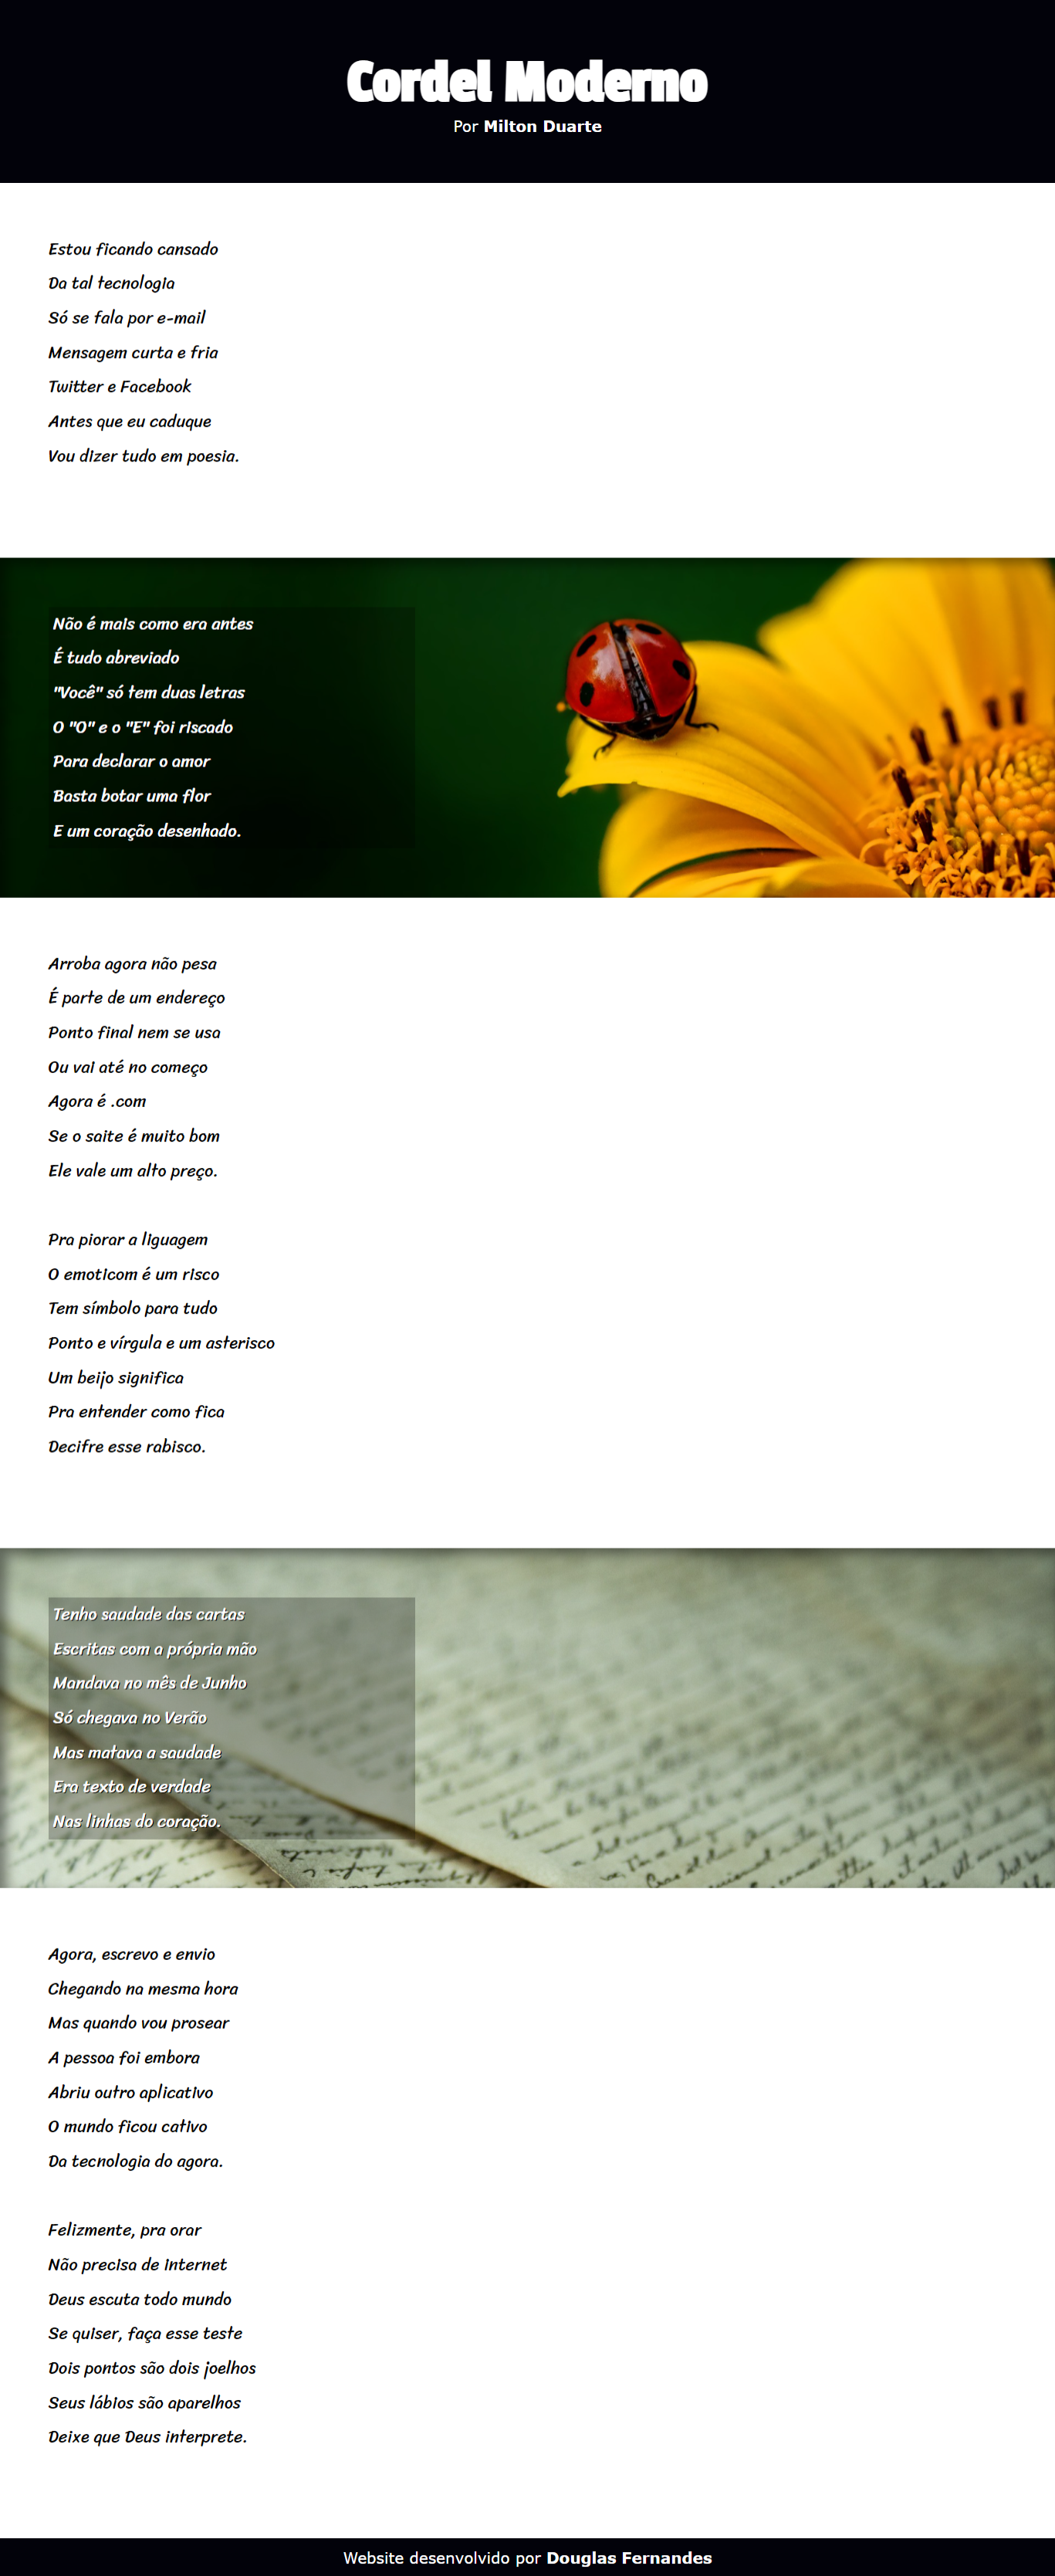 Cordel Moderno
Por Milton Duarte
Estou ficando cansado
Da tal tecnologia
Só se fala por e-mail
Mensagem curta e fria
Twitter e Facebook
Antes que eu caduque
Vou dizer tudo em poesia.
Não é mais como era antes
É tudo abreviado
"Você" só tem duas letras
O "O" e o "E" foi riscado
Para declarar o amor
Basta botar uma flor
E um coração desenhado.
Arroba agora não pesa
É parte de um endereço
Ponto final nem se usa
Ou vai até no começo
Agora é .com
Se o saite é muito bom
Ele vale um alto preço.
Pra piorar a liguagem
O emoticom é um risco
Tem símbolo para tudo
Ponto e vírgula e um asterisco
Um beijo significa
Pra entender como fica
Decifre esse rabisco.
Tenho saudade das cartas
Escritas com a própria mão
Mandava no mês de Junho
Só chegava no Verão
Mas matava a saudade
Era texto de verdade
Nas linhas do coração.
Agora, escrevo e envio
Chegando na mesma hora
Mas quando vou prosear
A pessoa foi embora
Abriu outro aplicativo
O mundo ficou cativo
Da tecnologia do agora.
Felizmente, pra orar
Não precisa de internet
Deus escuta todo mundo
Se quiser, faça esse teste
Dois pontos são dois joelhos
Seus lábios são aparelhos
Deixe que Deus interprete.
Website desenvolvido por Douglas Fernandes